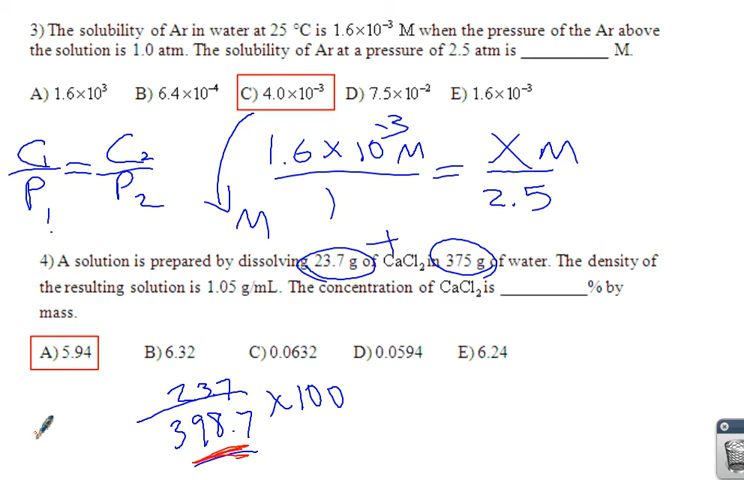 3) The solubility of Ar in water at 25 °C is 1.6×10⁻³ M when the pressure of the Ar above
the solution is 1.0 atm. The solubility of Ar at a pressure of 2.5 atm is __________ M.
A) 1.6×10³ B) 6.4×10⁻⁴ C) 4.0×10⁻³ D) 7.5×10⁻² E) 1.6×10⁻³
C₁/P₁ = C₂/P₂ M 1.6 × 10⁻³ M / 1 = X M / 2.5
+
4) A solution is prepared by dissolving 23.7 g of CaCl₂ in 375 g of water. The density of
the resulting solution is 1.05 g/mL. The concentration of CaCl₂ is __________% by
mass.
A) 5.94 B) 6.32 C) 0.0632 D) 0.0594 E) 6.24
23.7 / 398.7 × 100